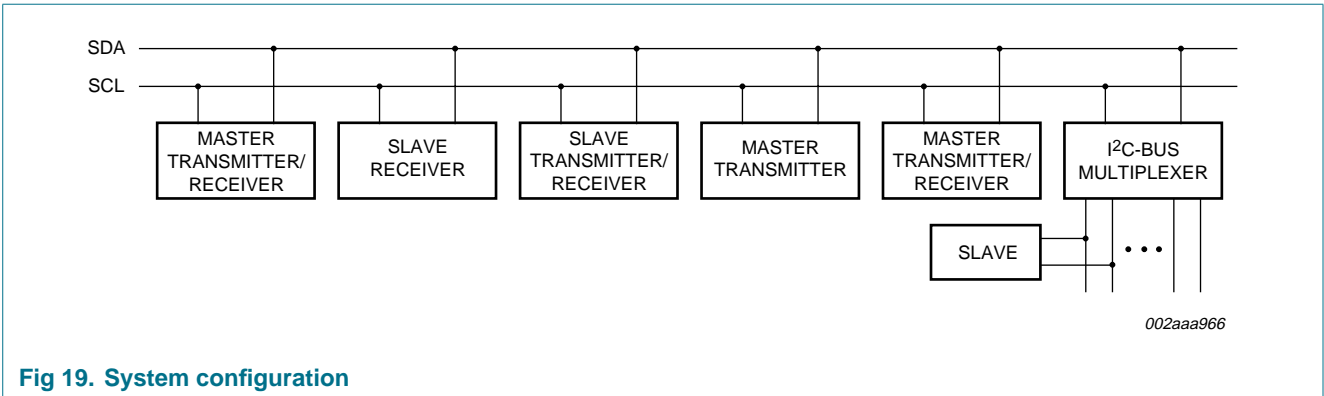 SDA
SCL
MASTER
TRANSMITTER/
RECEIVER
SLAVE
RECEIVER
SLAVE
TRANSMITTER/
RECEIVER
MASTER
TRANSMITTER
MASTER
TRANSMITTER/
RECEIVER
I²C-BUS
MULTIPLEXER
SLAVE
002aaa966
Fig 19. System configuration